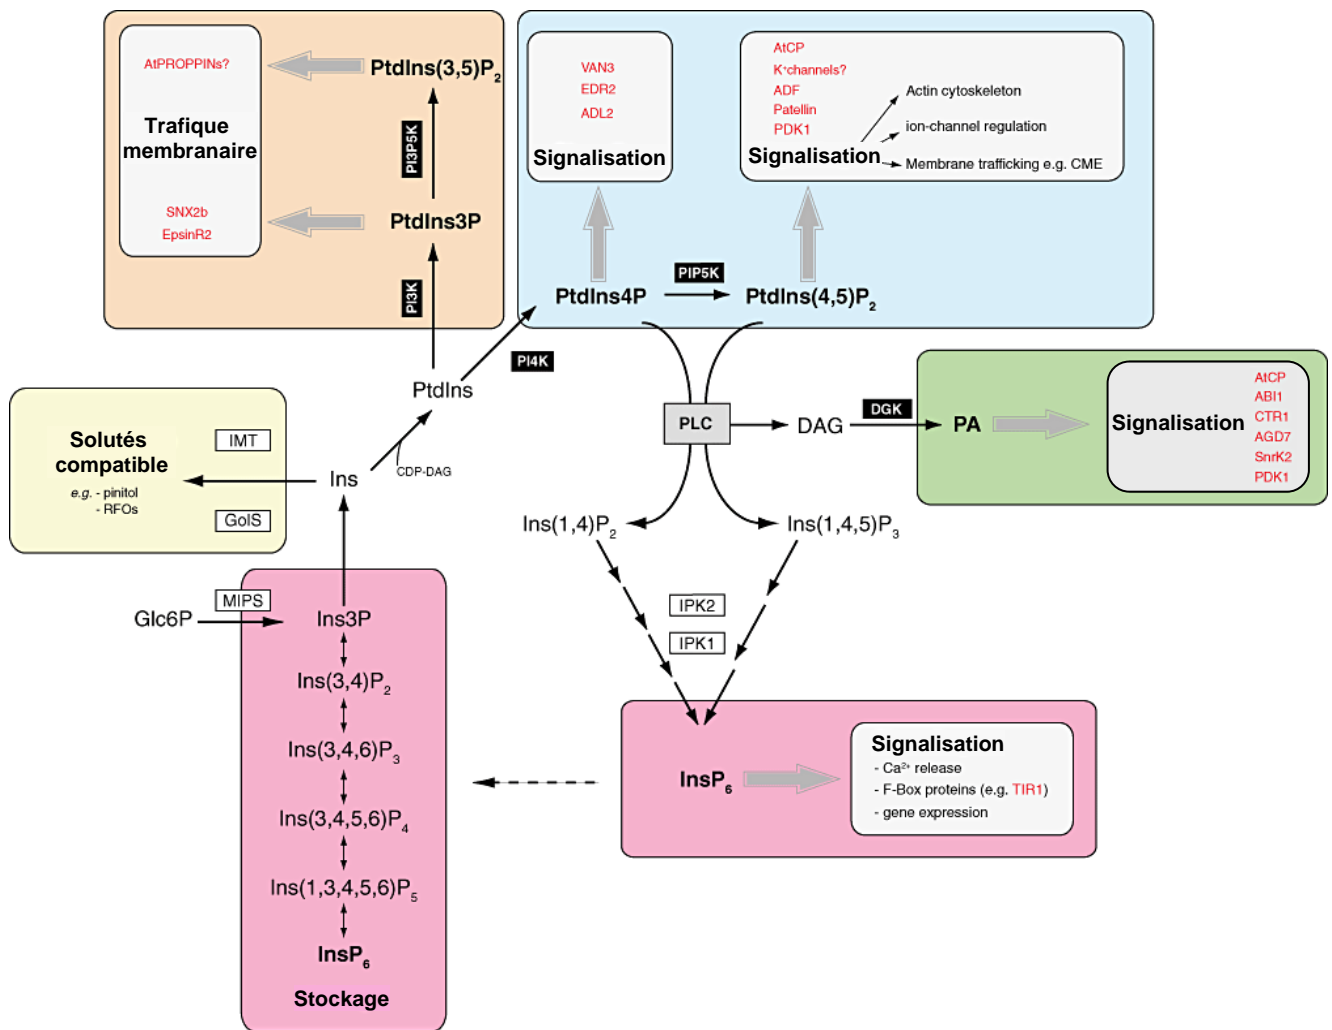 AtPROPPINs?
Trafique
membranaire
SNX2b
EpsinR2
PtdIns(3,5)P2
PI3P5K
PtdIns3P
PI3K
VAN3
EDR2
ADL2
Signalisation
AtCP
K+channels?
ADF
Patellin
PDK1
Signalisation
Actin cytoskeleton
ion-channel regulation
Membrane trafficking e.g. CME
PtdIns4P
PIP5K
PtdIns(4,5)P2
PI4K
PtdIns
CDP-DAG
Ins
Solutés
compatible
e.g. - pinitol
- RFOs
IMT
GolS
PLC
DAG
DGK
PA
Signalisation
AtCP
ABI1
CTR1
AGD7
SnrK2
PDK1
Ins(1,4)P2
Ins(1,4,5)P3
IPK2
IPK1
Glc6P
MIPS
Ins3P
Ins(3,4)P2
Ins(3,4,6)P3
Ins(3,4,5,6)P4
Ins(1,3,4,5,6)P5
InsP6
Stockage
InsP6
Signalisation
- Ca2+ release
- F-Box proteins (e.g. TIR1)
- gene expression